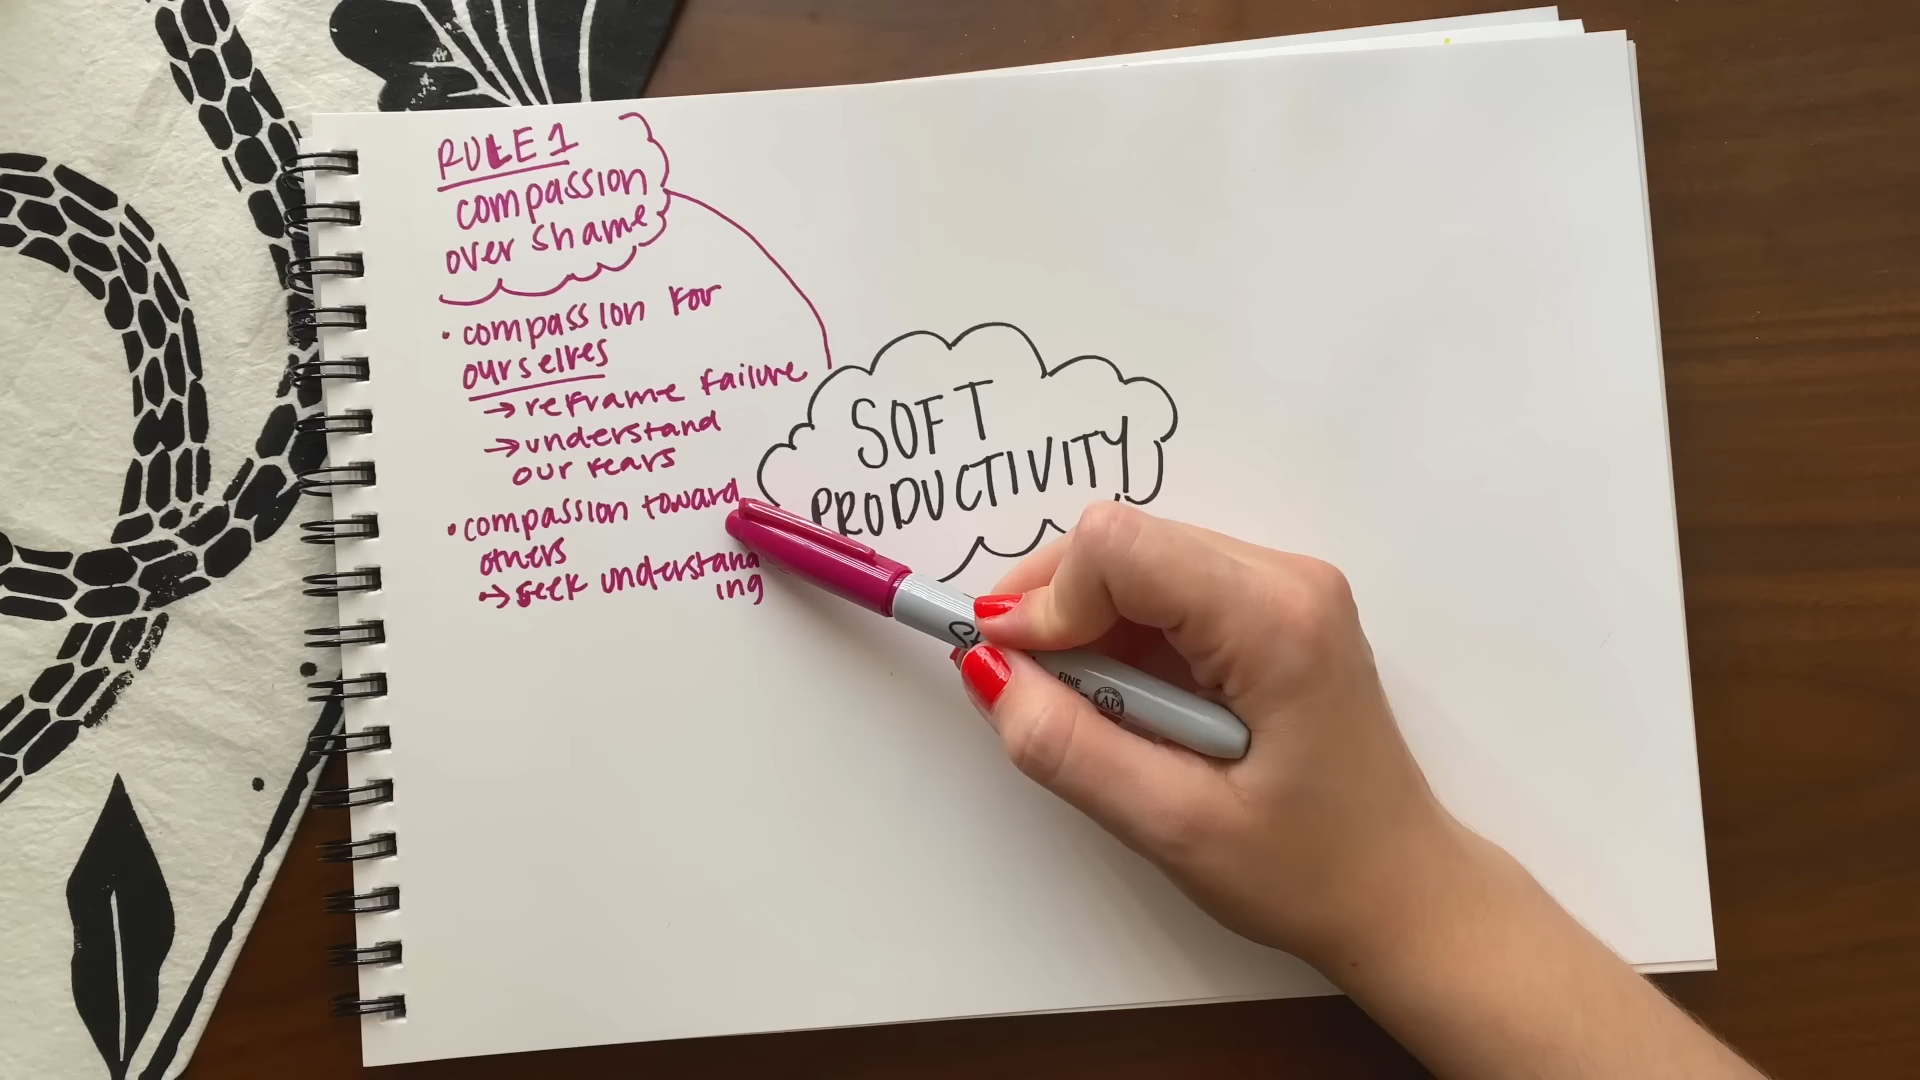 RULE 1
compassion
over shame
• compassion for
ourselves
→ reframe failure
→ understand
our fears
• compassion toward
others
→ seek understand
ing
SOFT
PRODUCTIVITY
FINE
AP